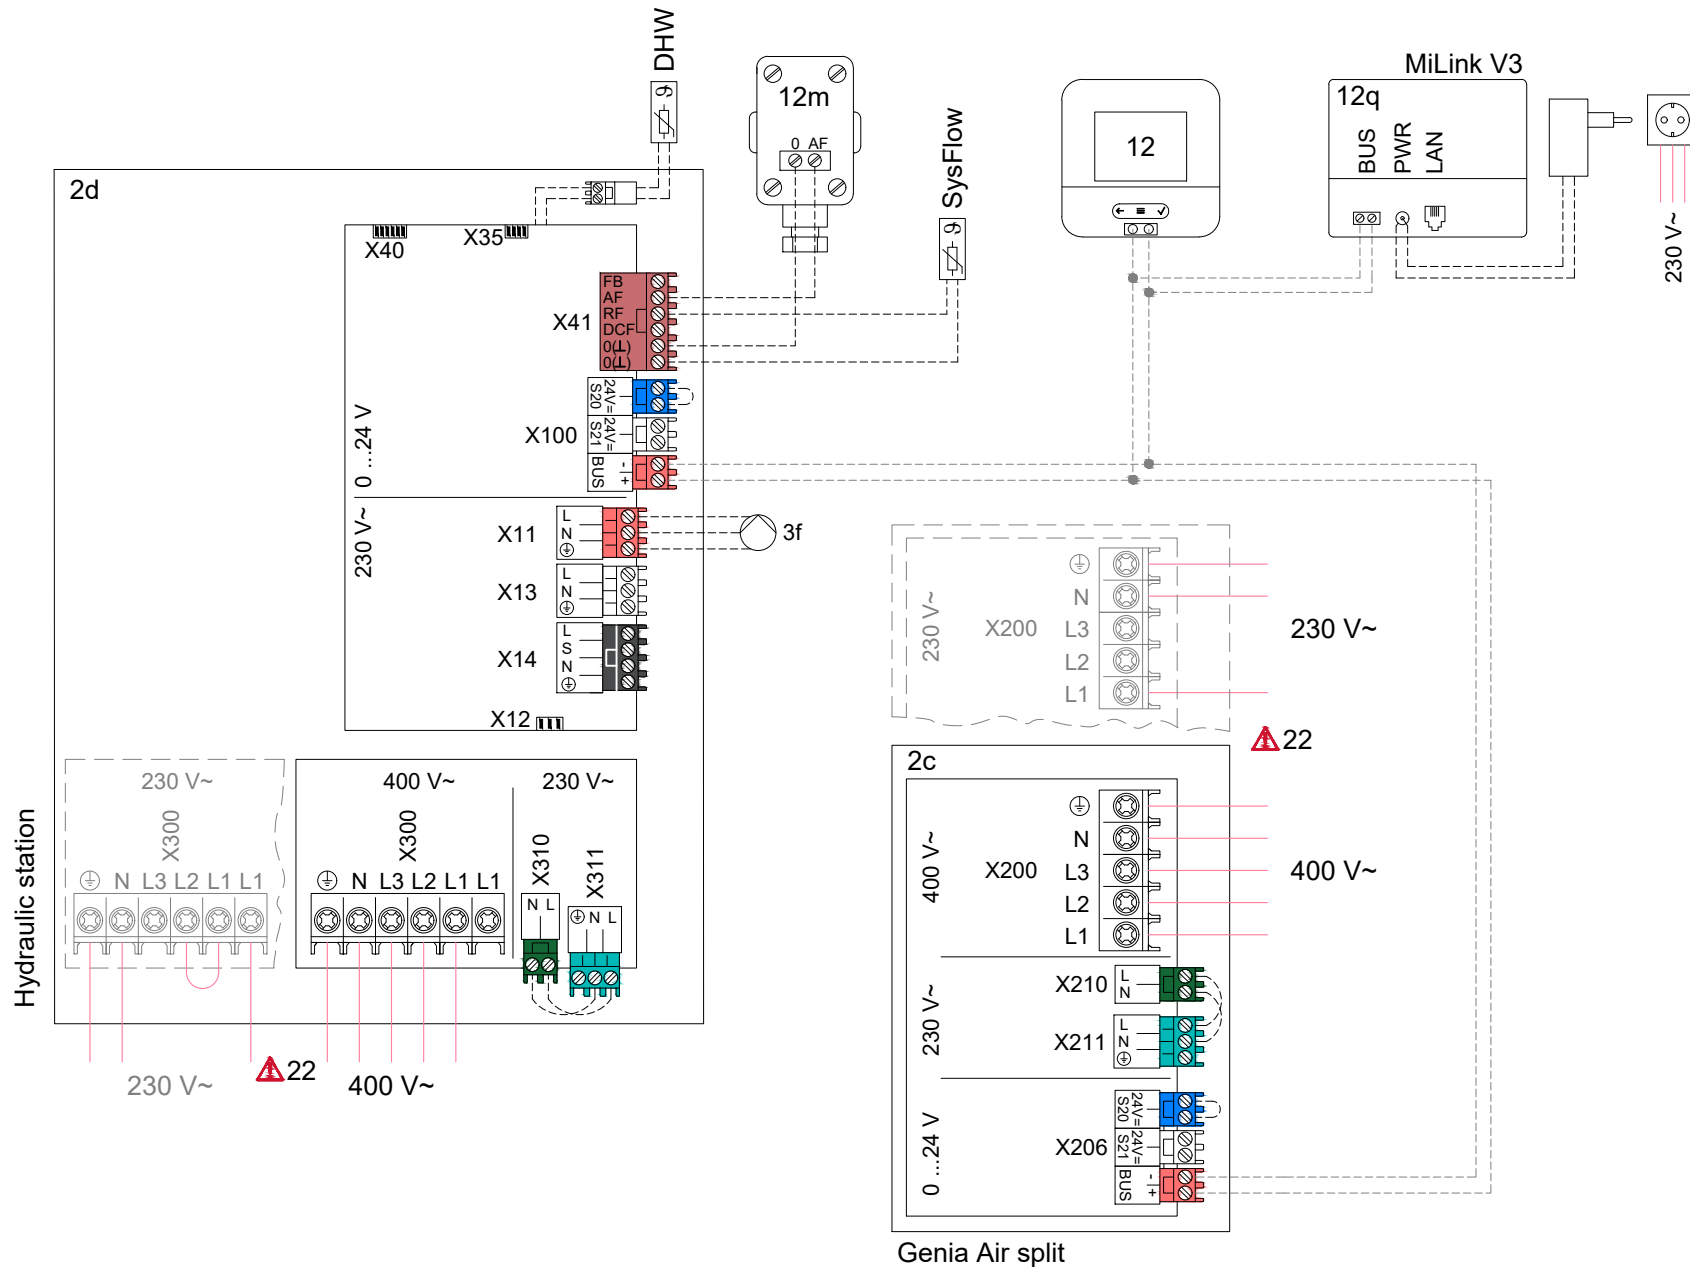 DHW
12m
0 AF
SysFlow
12
MiLink V3
12q
BUS
PWR
LAN
230 V~
2d
X40
X35
X41
FB
AF
RF
DCF
0(⊥)
0(⊥)
0 ...24 V
X100
24V=
S20
24V=
S21
BUS
-
+
230 V~
X11
L
N
3f
X13
L
N
X14
L
S
N
X12
Hydraulic station
230 V~
X300
N L3 L2 L1 L1
230 V~
22
400 V~
X300
N L3 L2 L1 L1
400 V~
230 V~
X310
N L
X311
N L
230 V~
X200
N
L3
L2
L1
230 V~
22
2c
400 V~
X200
N
L3
L2
L1
400 V~
230 V~
X210
L
N
X211
L
N
0 ...24 V
X206
24V=
S20
24V=
S21
BUS
-
+
Genia Air split